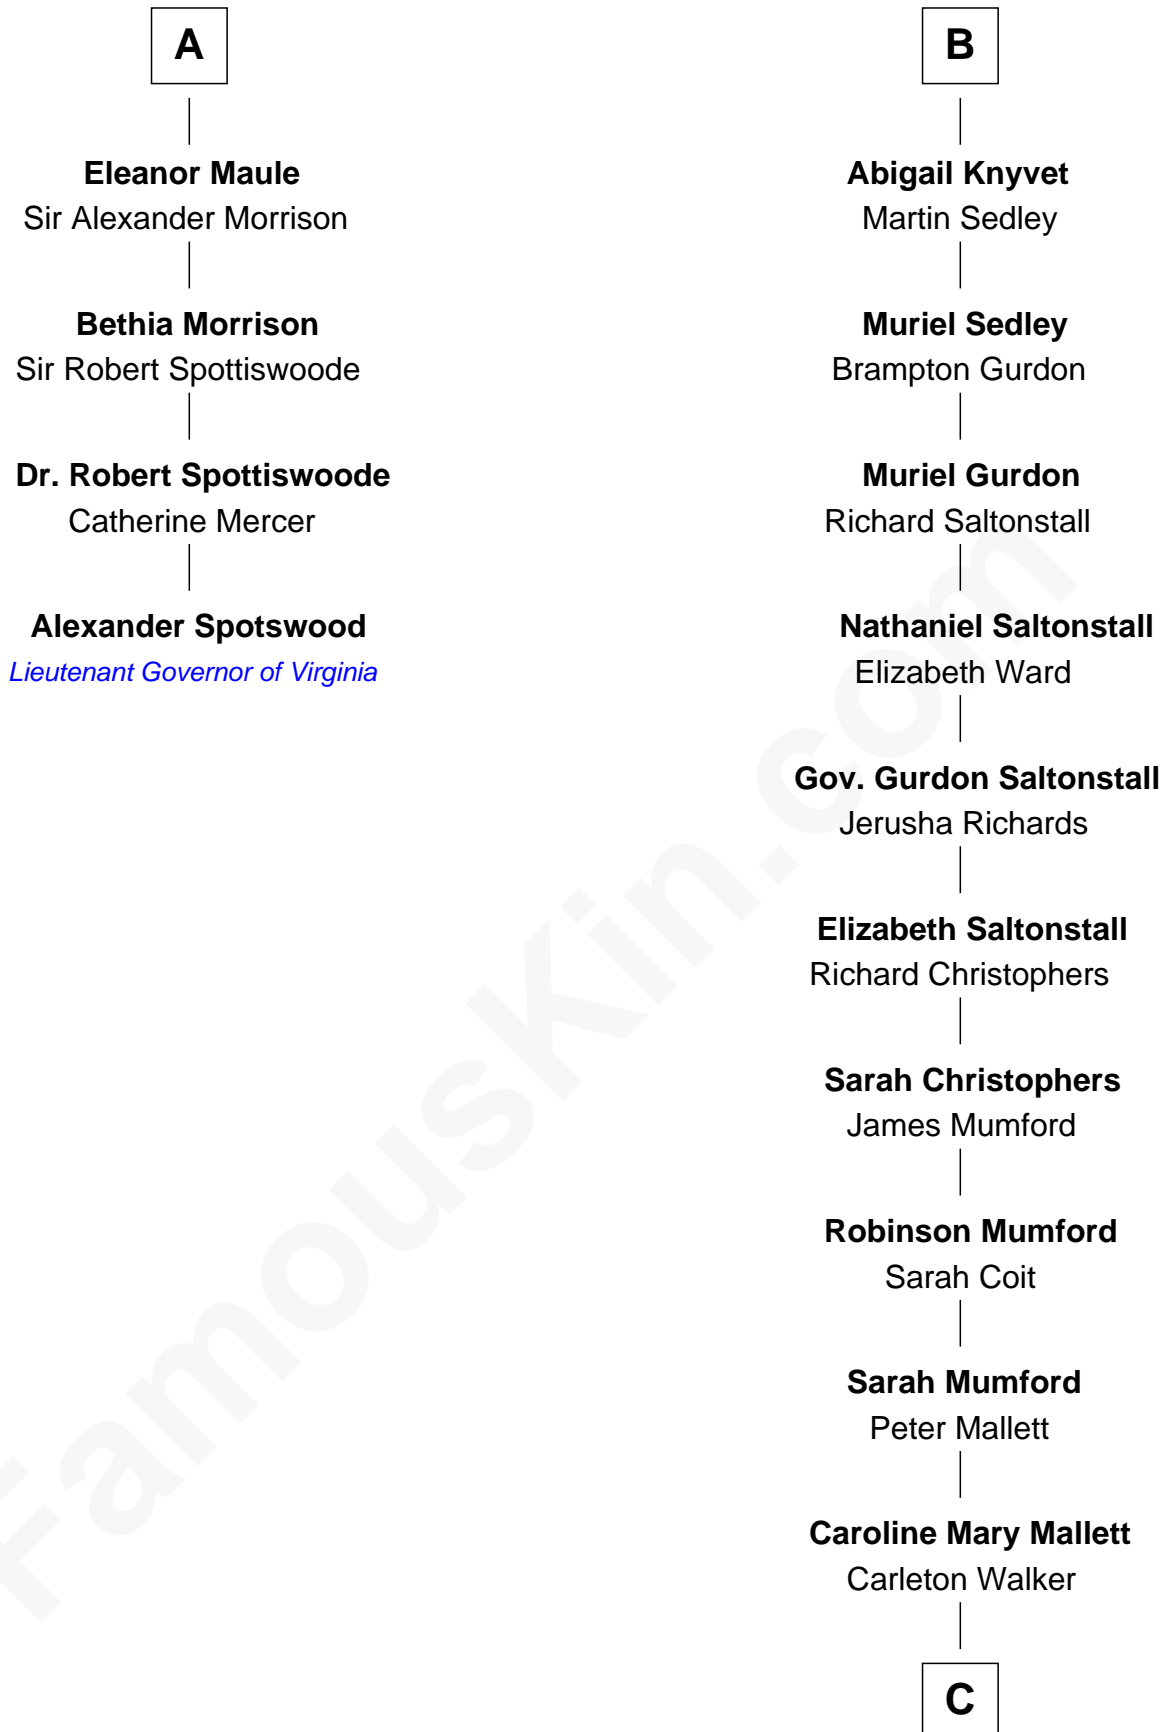 A
Eleanor Maule
Sir Alexander Morrison
Bethia Morrison
Sir Robert Spottiswoode
Dr. Robert Spottiswoode
Catherine Mercer
Alexander Spotswood
Lieutenant Governor of Virginia
B
Abigail Knyvet
Martin Sedley
Muriel Sedley
Brampton Gurdon
Muriel Gurdon
Richard Saltonstall
Nathaniel Saltonstall
Elizabeth Ward
Gov. Gurdon Saltonstall
Jerusha Richards
Elizabeth Saltonstall
Richard Christophers
Sarah Christophers
James Mumford
Robinson Mumford
Sarah Coit
Sarah Mumford
Peter Mallett
Caroline Mary Mallett
Carleton Walker
C
FamousKin.com